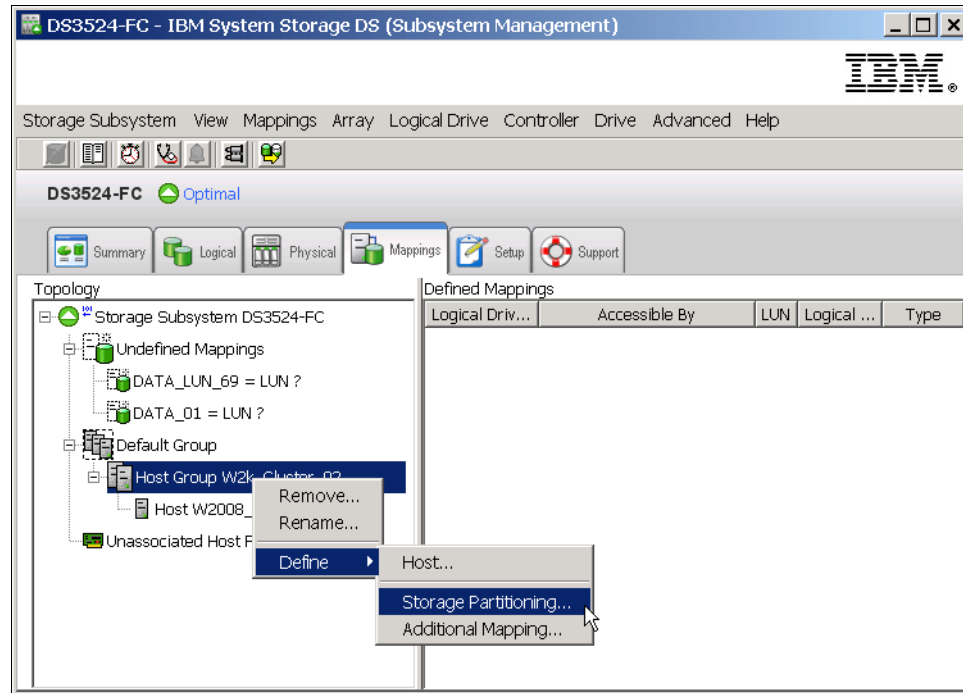 DS3524-FC - IBM System Storage DS (Subsystem Management)
IBM®
Storage Subsystem View Mappings Array Logical Drive Controller Drive Advanced Help
DS3524-FC Optimal
Summary Logical Physical Mappings Setup Support
Topology
Storage Subsystem DS3524-FC
Undefined Mappings
DATA_LUN_69 = LUN ?
DATA_01 = LUN ?
Default Group
Host Group W2k_Cluster_02
Host W2008_
Unassociated Host
Remove...
Rename...
Define
Host...
Storage Partitioning...
Additional Mapping...
Defined Mappings
Logical Driv... Accessible By LUN Logical ... Type